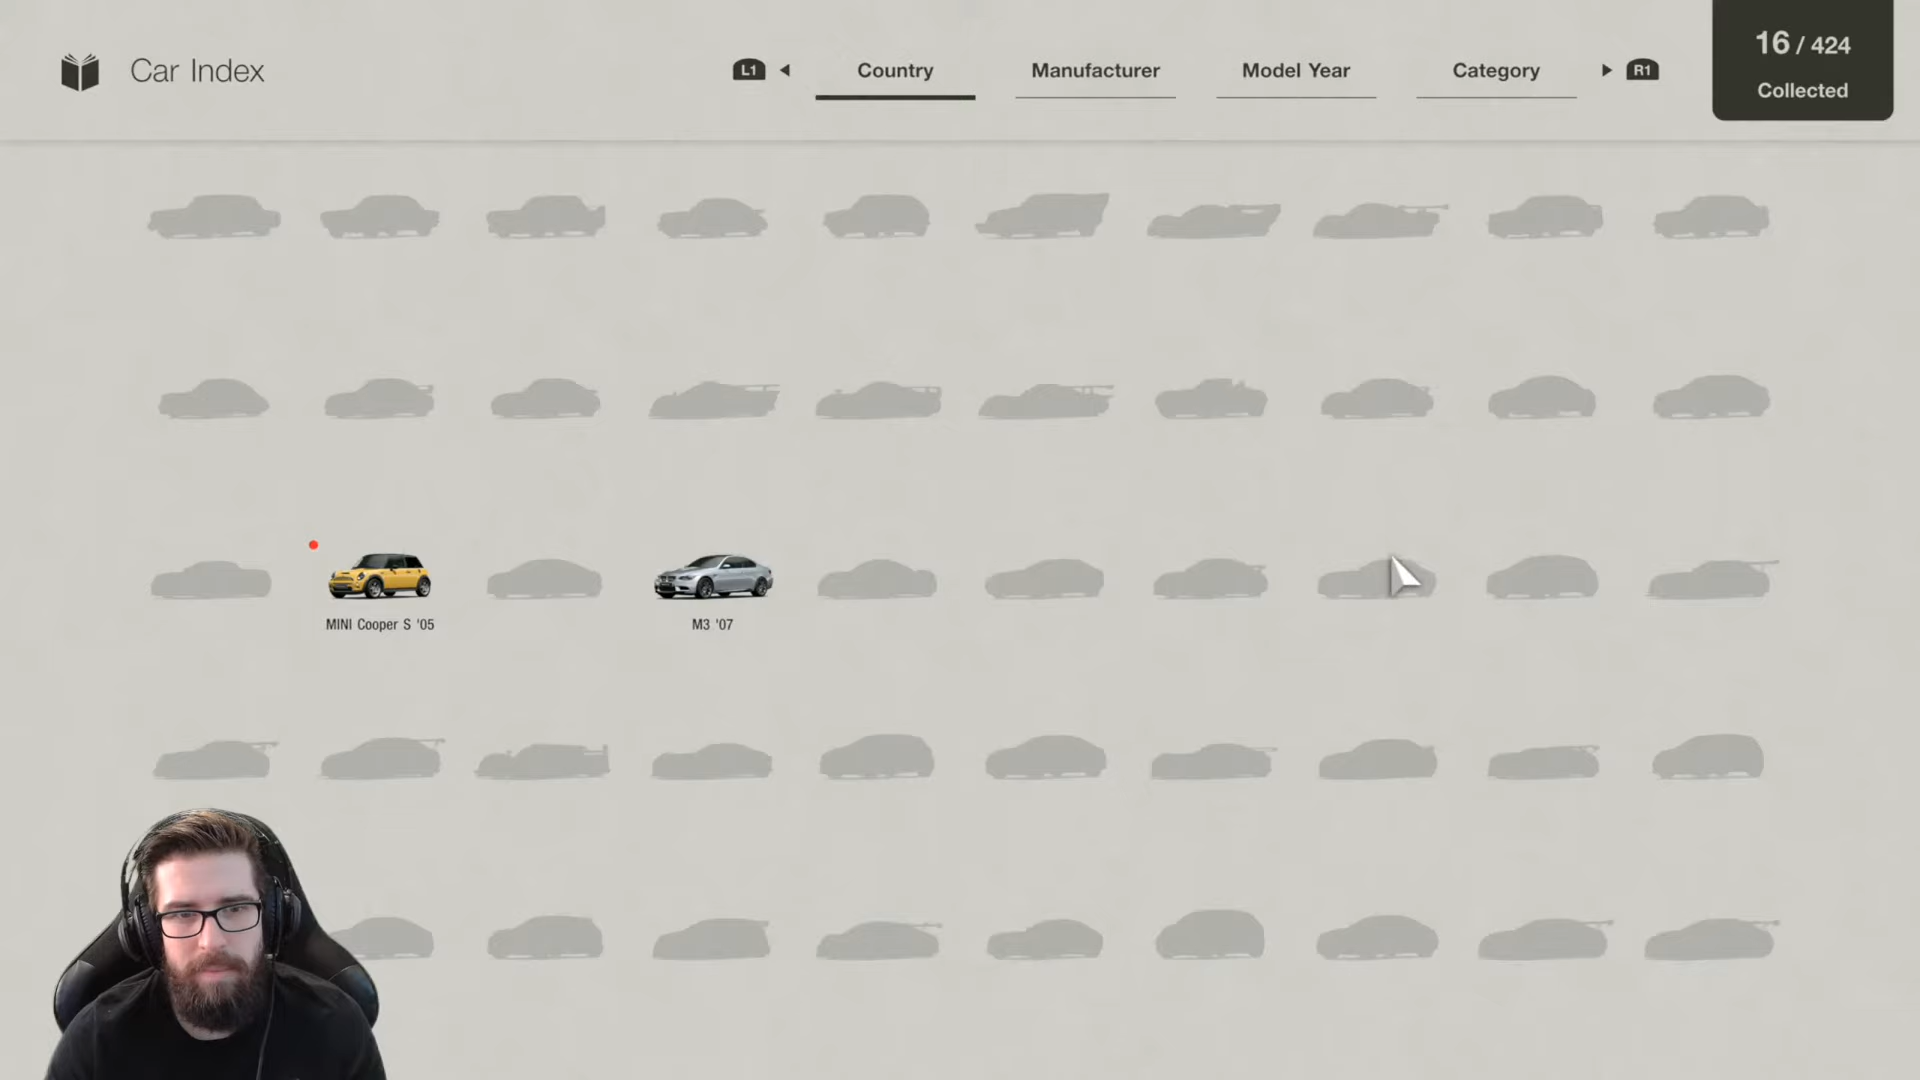 Car Index
L1
Country
Manufacturer
Model Year
Category
R1
16 / 424
Collected
MINI Cooper S '05
M3 '07